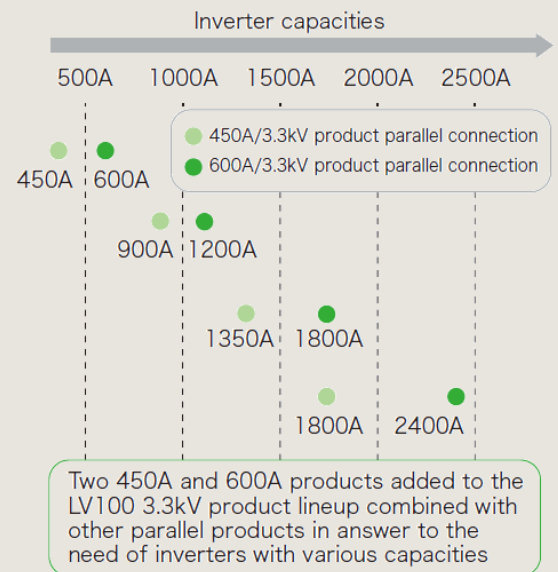 Inverter capacities
500A 1000A 1500A 2000A 2500A
450A/3.3kV product parallel connection
600A/3.3kV product parallel connection
450A 600A
900A 1200A
1350A 1800A
1800A 2400A
Two 450A and 600A products added to the
LV100 3.3kV product lineup combined with
other parallel products in answer to the
need of inverters with various capacities